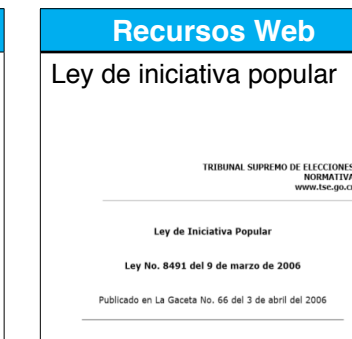 Recursos Web
Ley de iniciativa popular
TRIBUNAL SUPREMO DE ELECCIONES
NORMATIVA
www.tse.go.cr
Ley de Iniciativa Popular
Ley No. 8491 del 9 de marzo de 2006
Publicado en La Gaceta No. 66 del 3 de abril del 2006